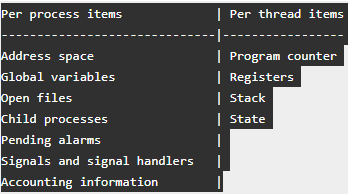 Per process items | Per thread items
------------------------------|-----------------
Address space | Program counter
Global variables | Registers
Open files | Stack
Child processes | State
Pending alarms |
Signals and signal handlers |
Accounting information |